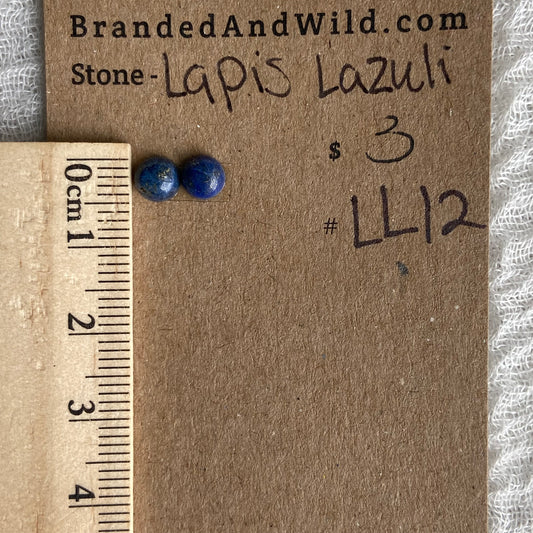 BrandedAndWild.com
Stone - Lapis Lazuli
$ 3
# LL12
0cm
1
2
3
4